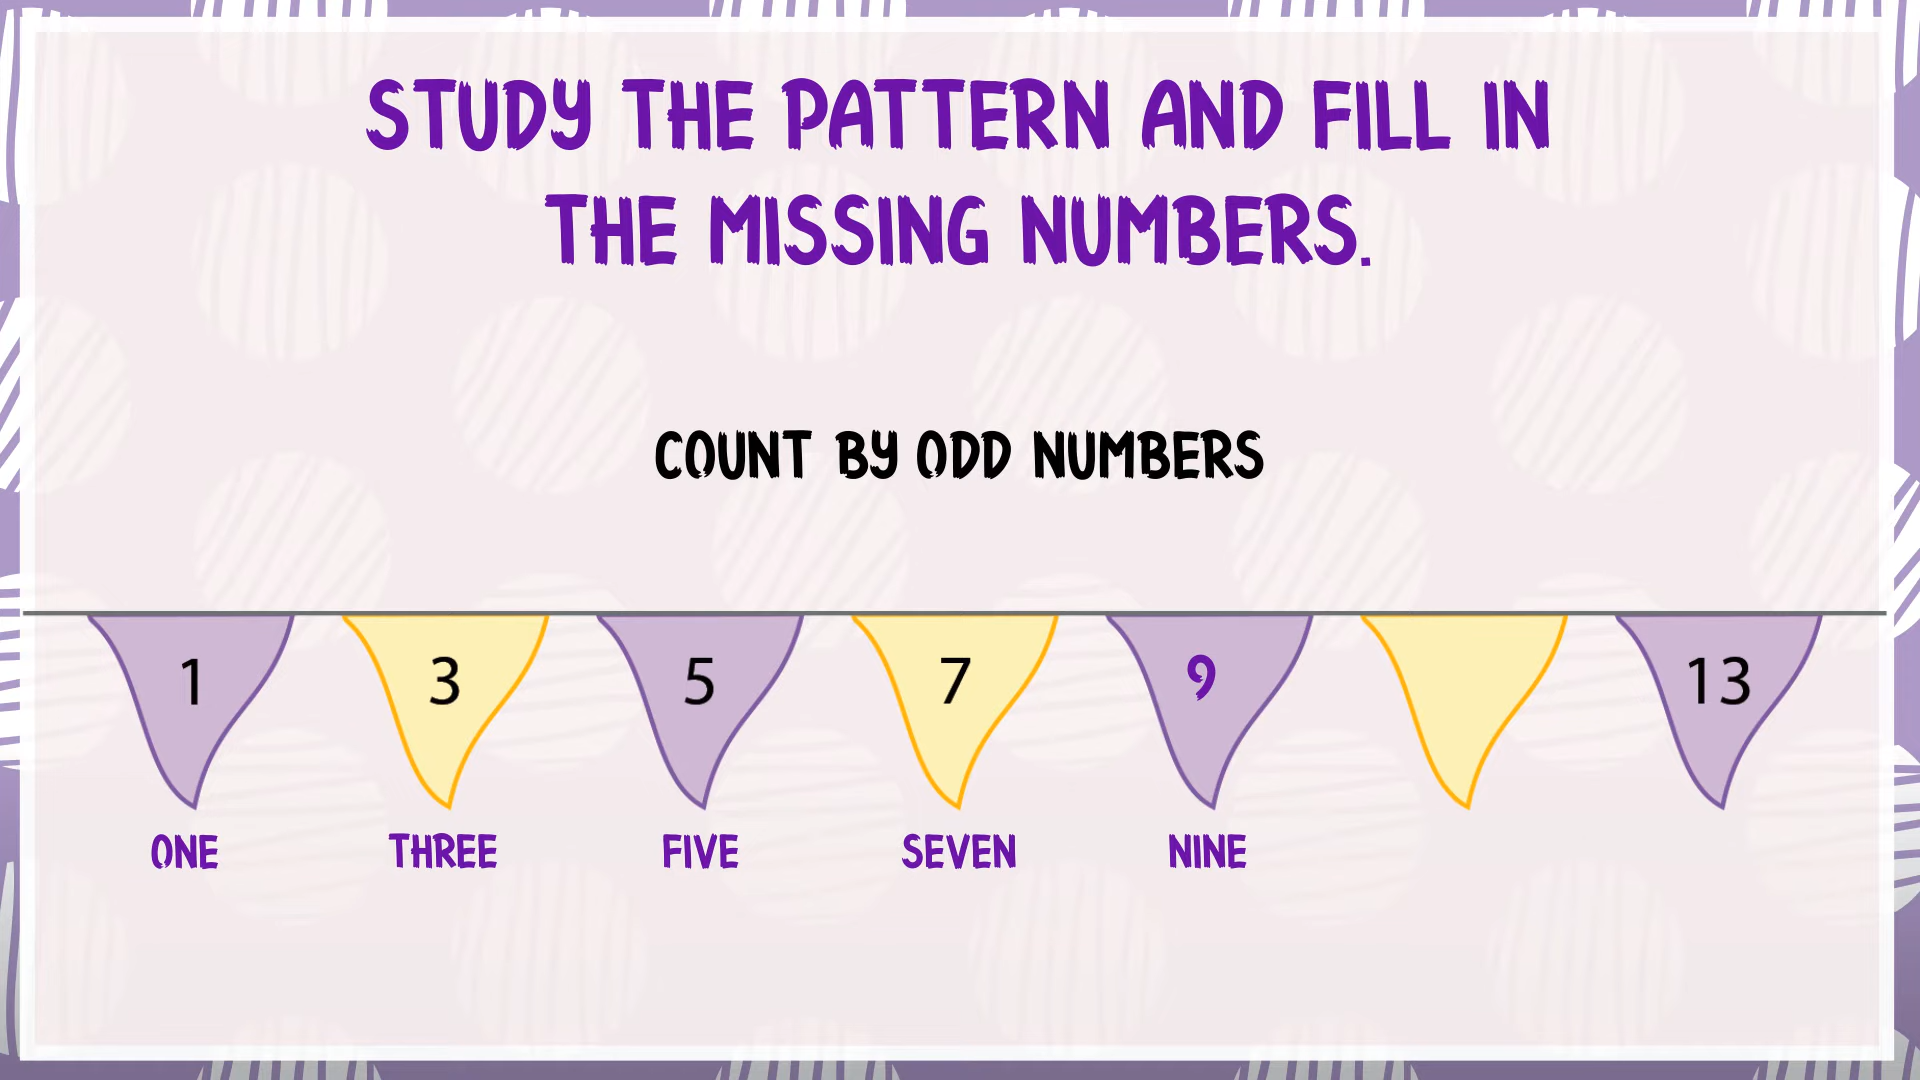 STUDY THE PATTERN AND FILL IN
THE MISSING NUMBERS.
COUNT BY ODD NUMBERS
1 3 5 7 9 13
ONE THREE FIVE SEVEN NINE